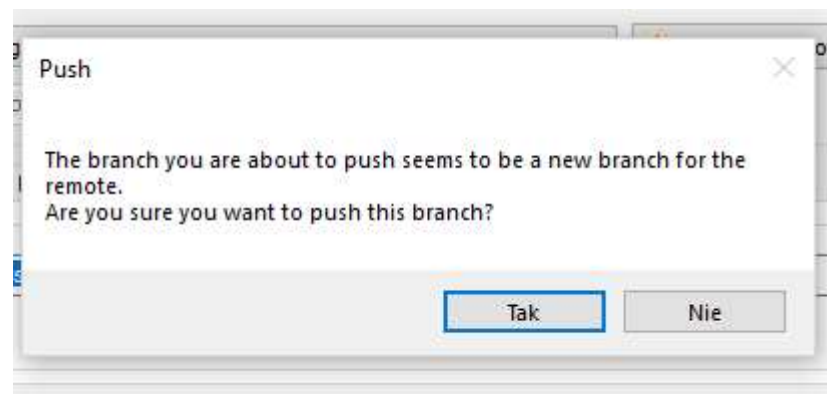 Push
The branch you are about to push seems to be a new branch for the
remote.
Are you sure you want to push this branch?
Tak
Nie